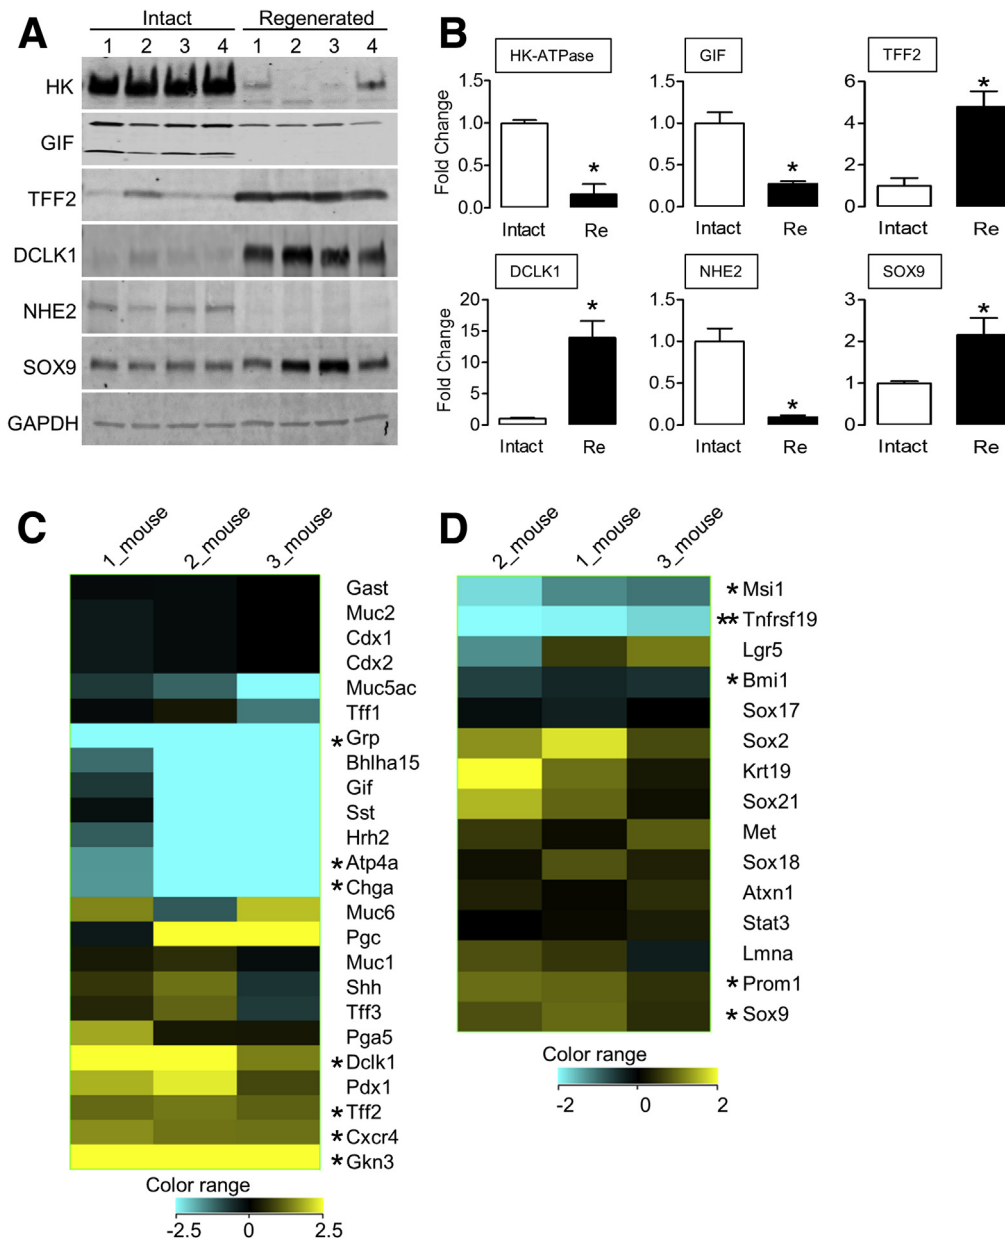 A
Intact Regenerated
1 2 3 4 1 2 3 4
HK
GIF
TFF2
DCLK1
NHE2
SOX9
GAPDH
B
HK-ATPase
Fold Change
1.5
1.0
0.5
0.0
Intact Re
*
GIF
1.5
1.0
0.5
0.0
Intact Re
*
TFF2
6
4
2
0
Intact Re
*
DCLK1
Fold Change
20
15
10
5
0
Intact Re
*
NHE2
1.5
1.0
0.5
0.0
Intact Re
*
SOX9
3
2
1
0
Intact Re
*
C
1_mouse 2_mouse 3_mouse
Gast
Muc2
Cdx1
Cdx2
Muc5ac
Tff1
*Grp
Bhlha15
Gif
Sst
Hrh2
*Atp4a
*Chga
Muc6
Pgc
Muc1
Shh
Tff3
Pga5
*Dclk1
Pdx1
*Tff2
*Cxcr4
*Gkn3
Color range
-2.5 0 2.5
D
2_mouse 1_mouse 3_mouse
*Msi1
**Tnfrsf19
Lgr5
*Bmi1
Sox17
Sox2
Krt19
Sox21
Met
Sox18
Atxn1
Stat3
Lmna
*Prom1
*Sox9
Color range
-2 0 2